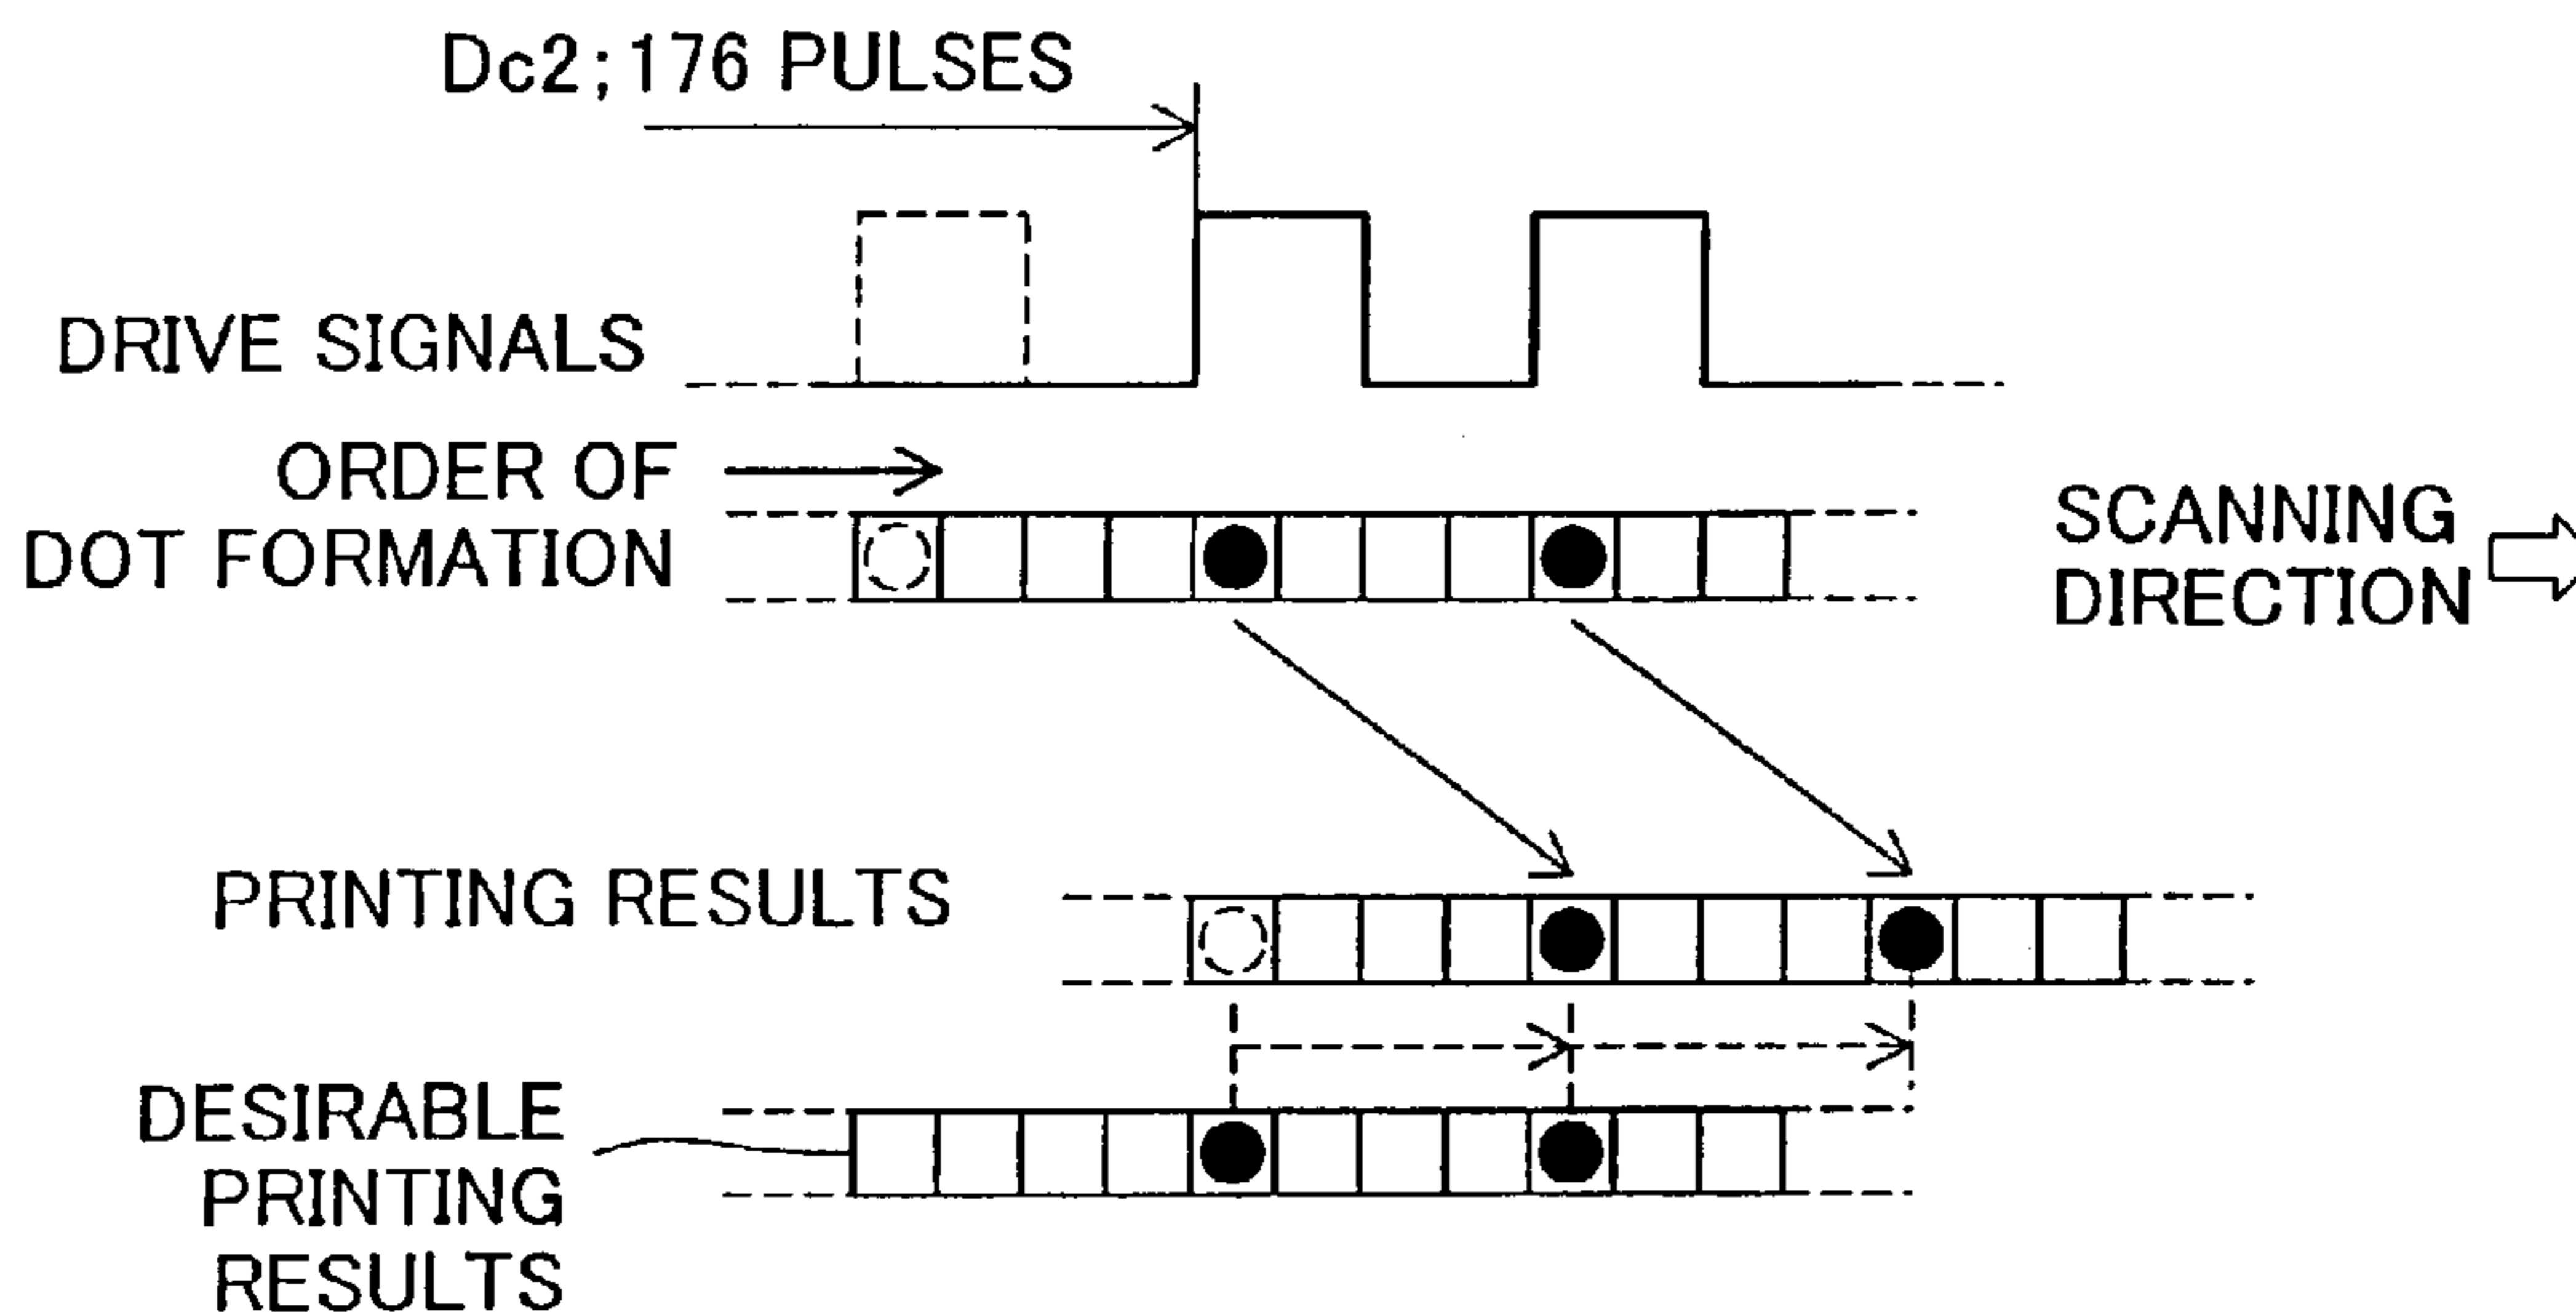 Dc2;176 PULSES
DRIVE SIGNALS
ORDER OF
DOT FORMATION
SCANNING
DIRECTION
PRINTING RESULTS
DESIRABLE
PRINTING
RESULTS